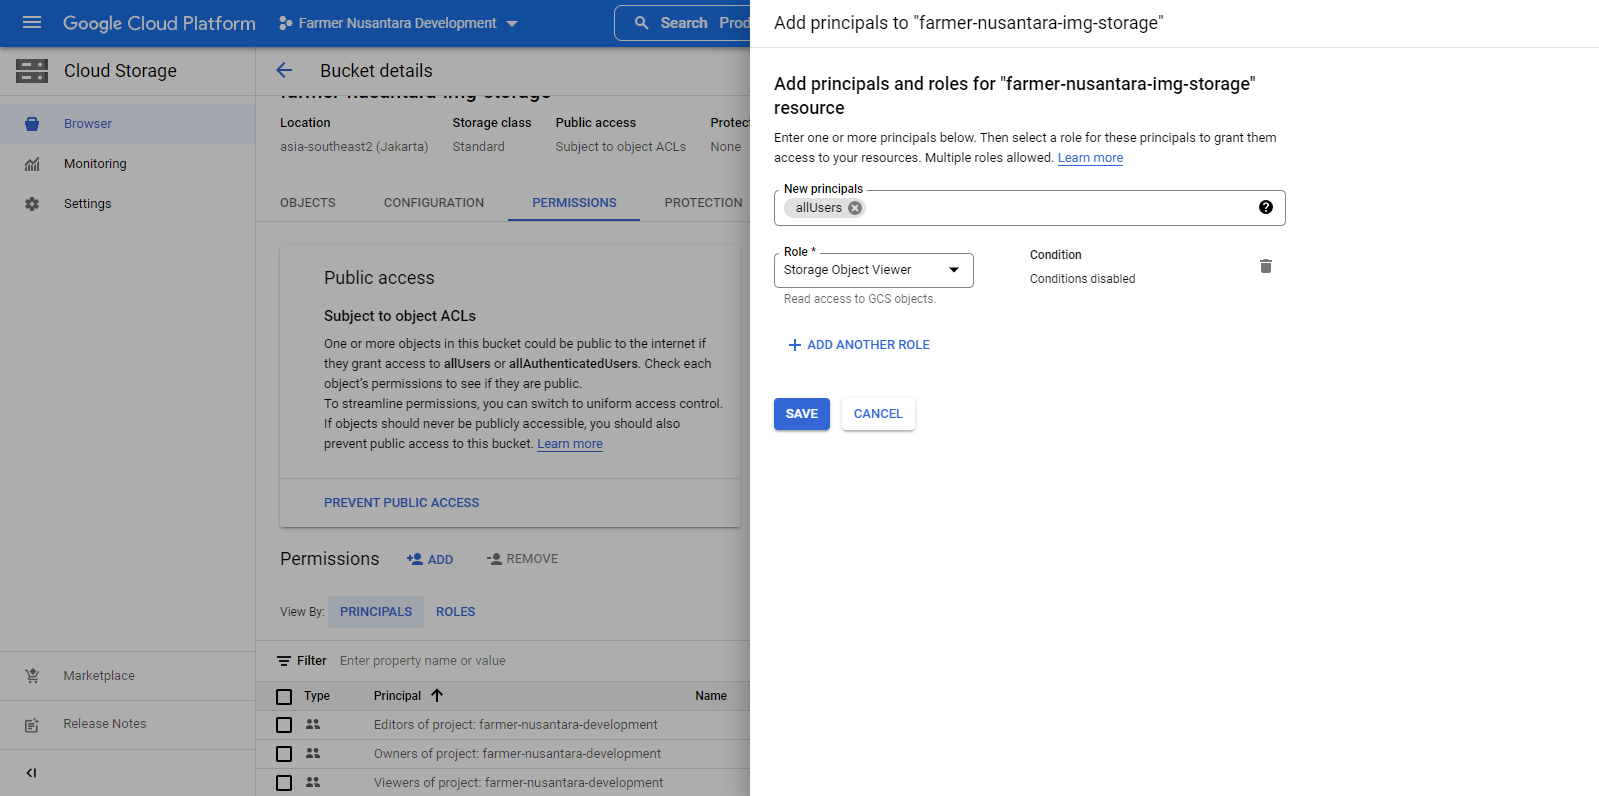 Google Cloud Platform
Farmer Nusantara Development
Search Prod
Cloud Storage
Browser
Monitoring
Settings
Marketplace
Release Notes
Bucket details
farmer-nusantara-img-storage
Location Storage class Public access Protec
asia-southeast2 (Jakarta) Standard Subject to object ACLs None
OBJECTS CONFIGURATION PERMISSIONS PROTECTION
Public access
Subject to object ACLs
One or more objects in this bucket could be public to the internet if
they grant access to allUsers or allAuthenticatedUsers. Check each
object's permissions to see if they are public.
To streamline permissions, you can switch to uniform access control.
If objects should never be publicly accessible, you should also
prevent public access to this bucket. Learn more
PREVENT PUBLIC ACCESS
Permissions ADD REMOVE
View By: PRINCIPALS ROLES
Filter Enter property name or value
Type Principal Name
Editors of project: farmer-nusantara-development
Owners of project: farmer-nusantara-development
Viewers of project: farmer-nusantara-development
Add principals to "farmer-nusantara-img-storage"
Add principals and roles for "farmer-nusantara-img-storage"
resource
Enter one or more principals below. Then select a role for these principals to grant them
access to your resources. Multiple roles allowed. Learn more
New principals
allUsers
Role *
Storage Object Viewer
Read access to GCS objects.
Condition
Conditions disabled
ADD ANOTHER ROLE
SAVE CANCEL